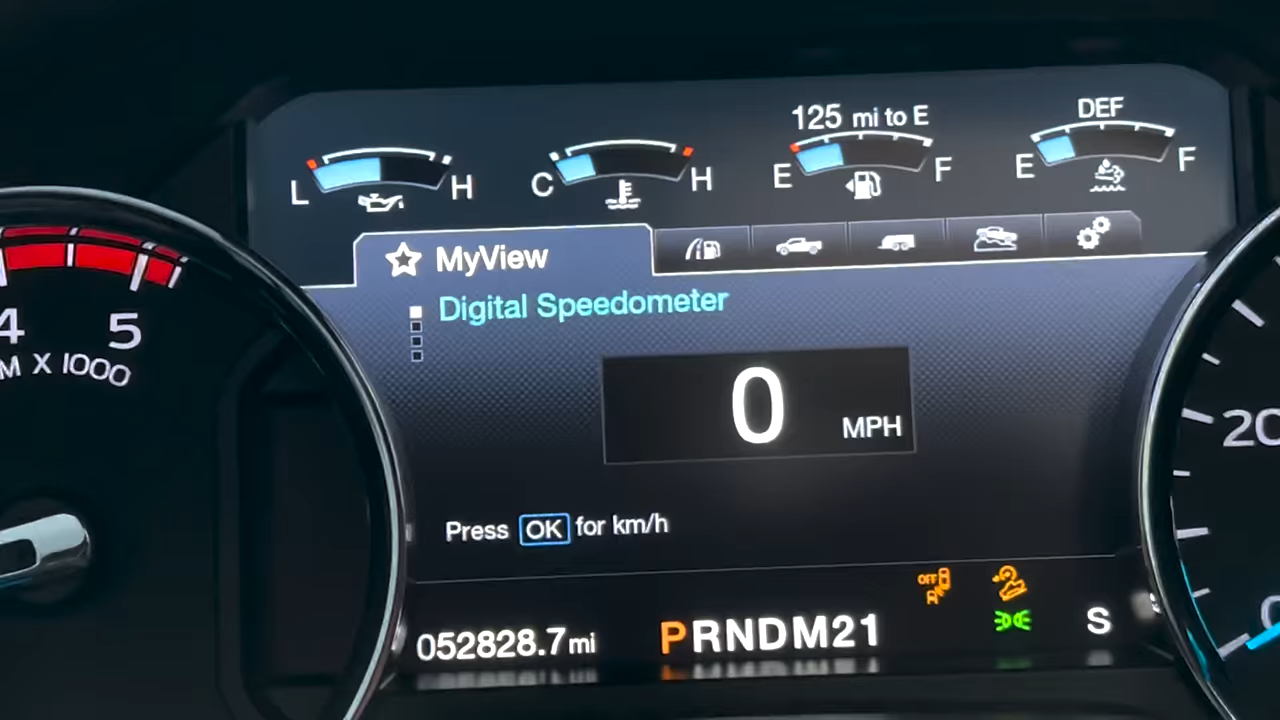 125 mi to E
DEF
L H
C H
E F
E F
MyView
Digital Speedometer
4 5
M X 1000
0 MPH
20
Press OK for km/h
OFF
052828.7 mi
PRNDM21
S